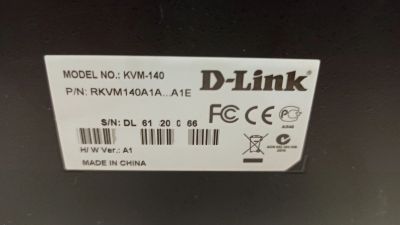 MODEL NO.: KVM-140
D-Link
P/N: RKVM140A1A...A1E
FC CE
S/N: DL 61 20 0 66
H/W Ver.: A1
MADE IN CHINA